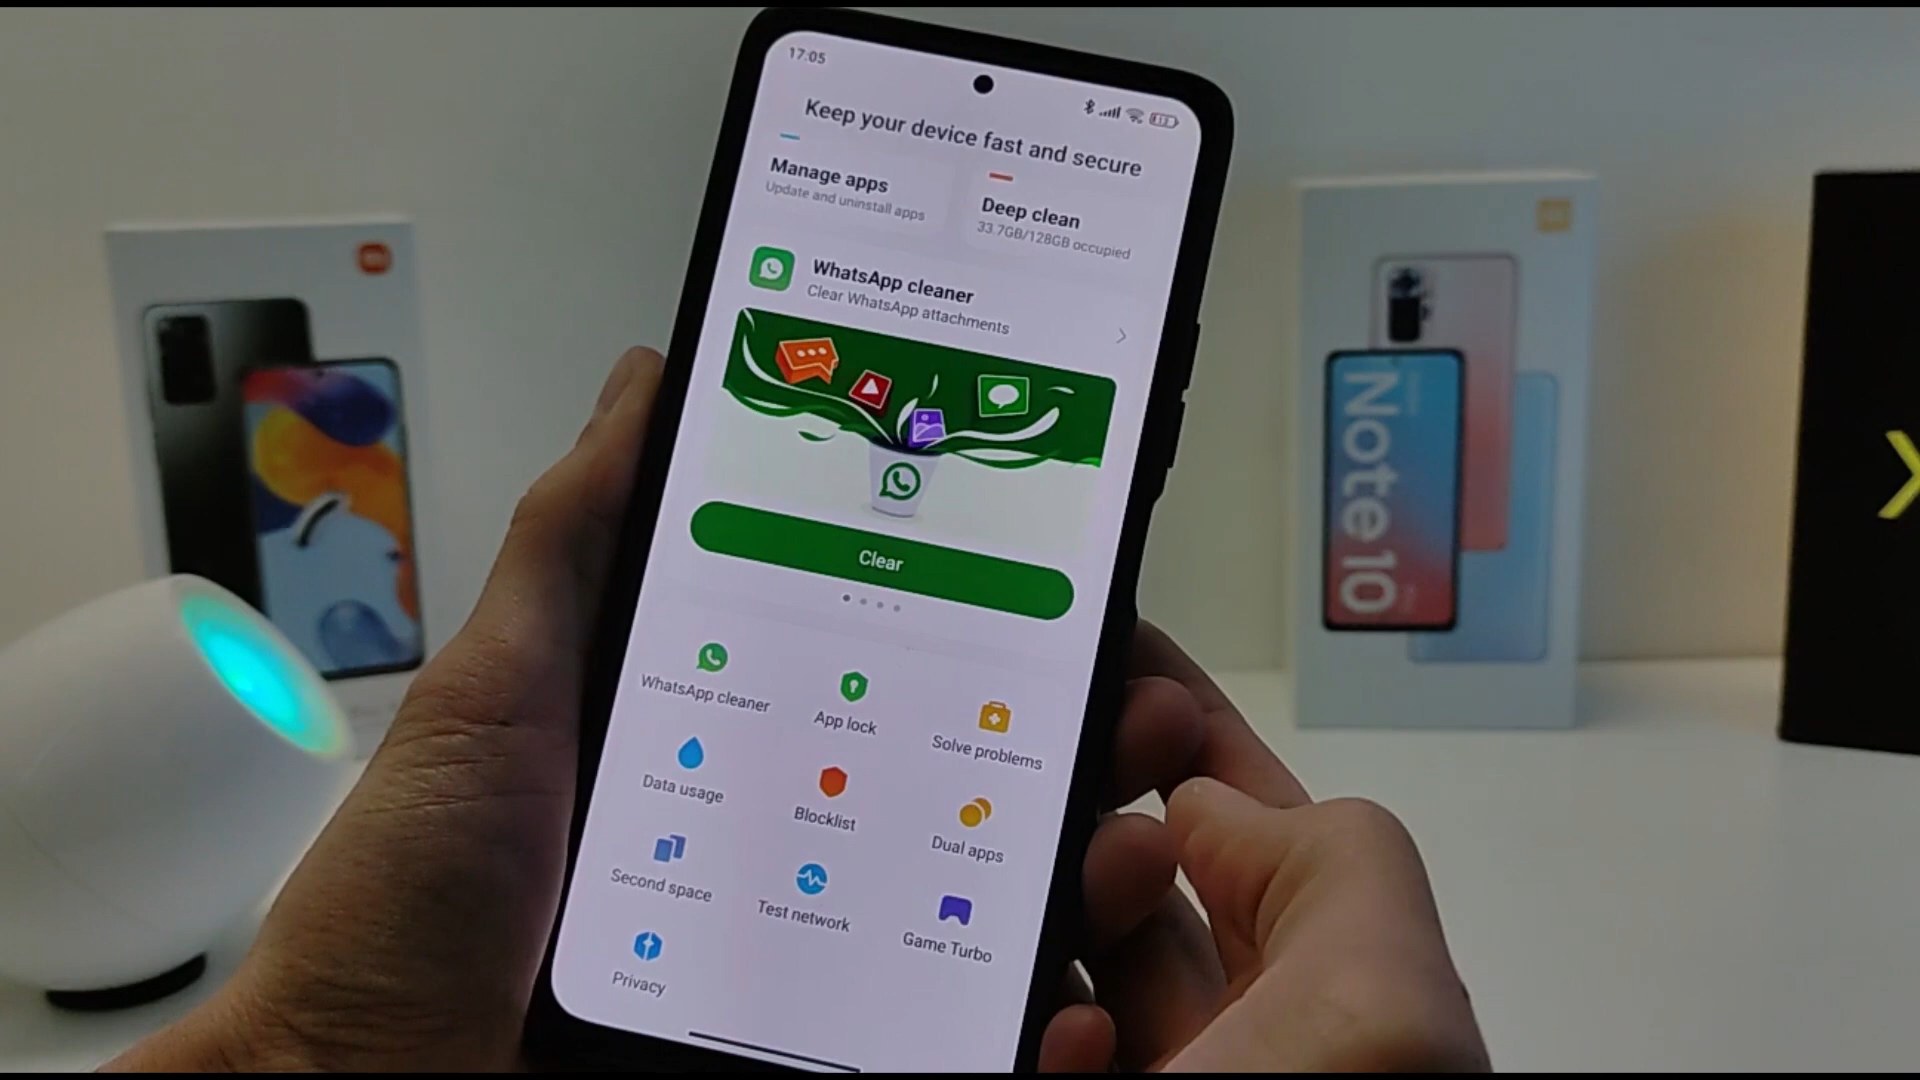 17:05
Keep your device fast and secure
Manage apps
Update and uninstall apps
Deep clean
33.7GB/128GB occupied
WhatsApp cleaner
Clear WhatsApp attachments
Clear
WhatsApp cleaner
App lock
Solve problems
Data usage
Blocklist
Dual apps
Second space
Test network
Game Turbo
Privacy
Note 10
X